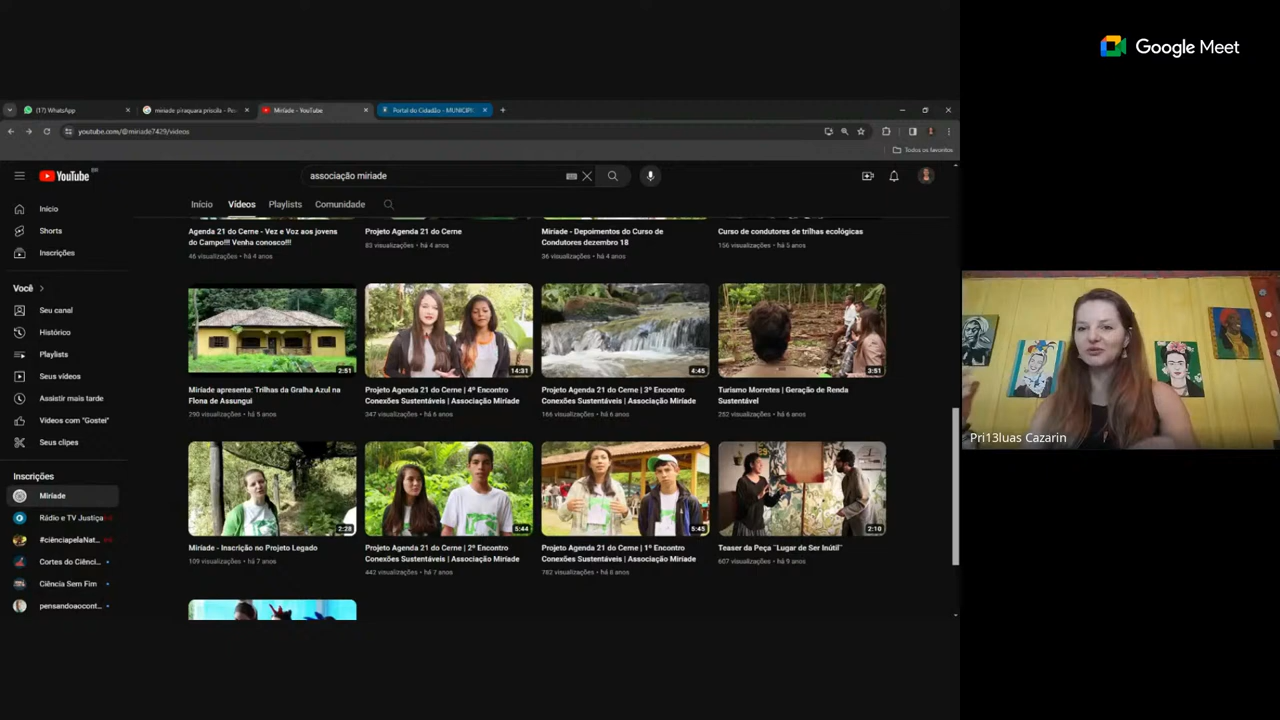 Google Meet
(17) WhatsApp
miriade piraquara priscila - Pes
Miríade - YouTube
Portal do Cidadão - MUNICIPI
youtube.com/@miriade7429/videos
Todos os favoritos
YouTube BR
associação miriade
Início
Vídeos
Playlists
Comunidade
Início
Shorts
Inscrições
Você
Seu canal
Histórico
Playlists
Seus vídeos
Assistir mais tarde
Vídeos com "Gostei"
Seus clipes
Inscrições
Miríade
Rádio e TV Justiça
#ciênciapelaNat...
Cortes do Ciênci...
Ciência Sem Fim
pensandoaocont...
Agenda 21 do Cerne - Vez e Voz aos jovens
do Campo!!! Venha conosco!!!
46 visualizações • há 4 anos
Projeto Agenda 21 do Cerne
83 visualizações • há 4 anos
Miríade - Depoimentos do Curso de
Condutores dezembro 18
36 visualizações • há 4 anos
Curso de condutores de trilhas ecológicas
156 visualizações • há 5 anos
2:51
Miríade apresenta: Trilhas da Gralha Azul na
Flona de Assungui
290 visualizações • há 5 anos
14:31
Projeto Agenda 21 do Cerne | 4º Encontro
Conexões Sustentáveis | Associação Miríade
347 visualizações • há 6 anos
4:45
Projeto Agenda 21 do Cerne | 3º Encontro
Conexões Sustentáveis | Associação Miríade
166 visualizações • há 6 anos
3:51
Turismo Morretes | Geração de Renda
Sustentável
252 visualizações • há 6 anos
2:28
Miríade - Inscrição no Projeto Legado
109 visualizações • há 7 anos
5:44
Projeto Agenda 21 do Cerne | 2º Encontro
Conexões Sustentáveis | Associação Miríade
442 visualizações • há 7 anos
5:45
Projeto Agenda 21 do Cerne | 1º Encontro
Conexões Sustentáveis | Associação Miríade
782 visualizações • há 8 anos
2:10
Teaser da Peça "Lugar de Ser Inútil"
607 visualizações • há 9 anos
Pri13luas Cazarin